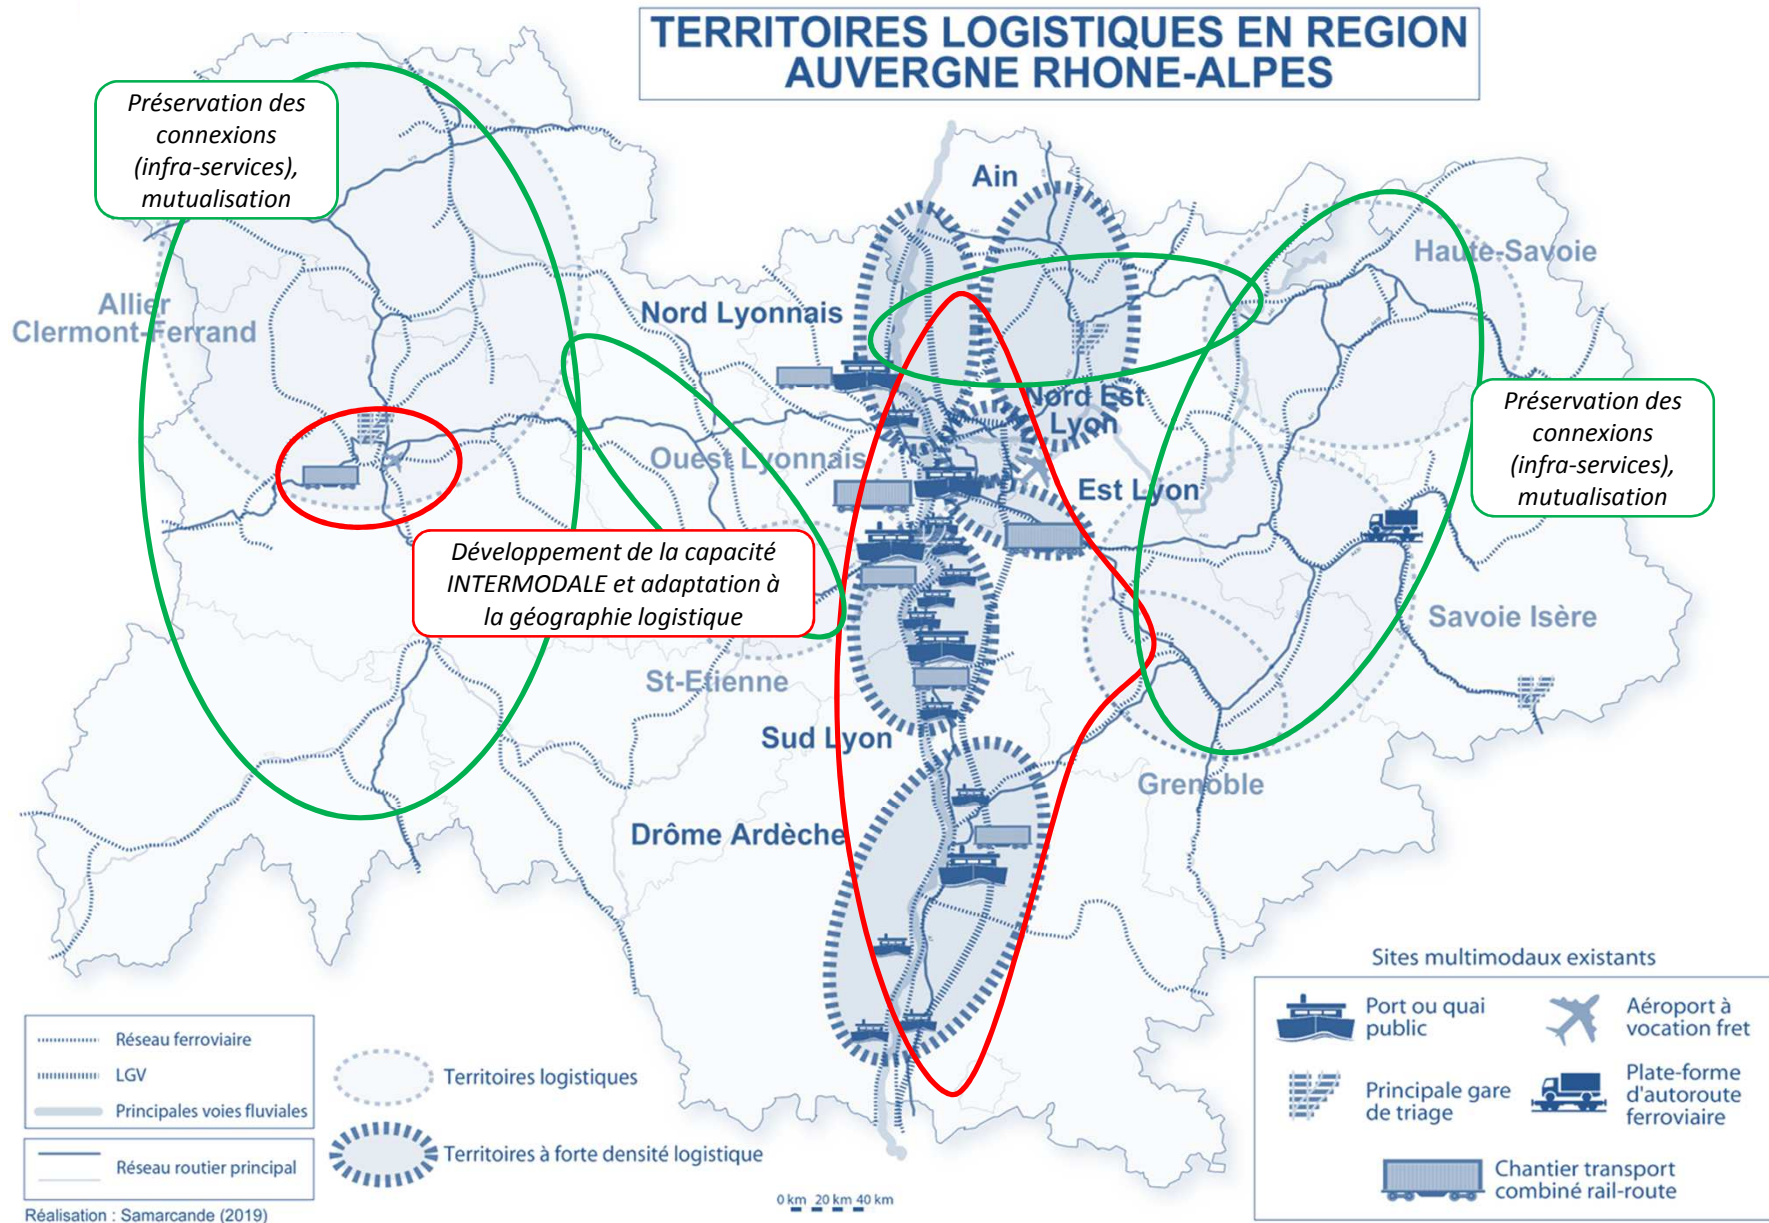 TERRITOIRES LOGISTIQUES EN REGION
AUVERGNE RHONE-ALPES
Préservation des
connexions
(infra-services),
mutualisation
Ain
Haute-Savoie
Allier
Clermont-Ferrand
Nord Lyonnais
Nord Est
Lyon
Ouest Lyonnais
Est Lyon
Préservation des
connexions
(infra-services),
mutualisation
Développement de la capacité
INTERMODALE et adaptation à
la géographie logistique
Savoie Isère
St-Etienne
Sud Lyon
Grenoble
Drôme Ardèche
Réseau ferroviaire
LGV
Principales voies fluviales
Réseau routier principal
Territoires logistiques
Territoires à forte densité logistique
Réalisation : Samarcande (2019)
0 km 20 km 40 km
Sites multimodaux existants
Port ou quai
public
Aéroport à
vocation fret
Principale gare
de triage
Plate-forme
d'autoroute
ferroviaire
Chantier transport
combiné rail-route